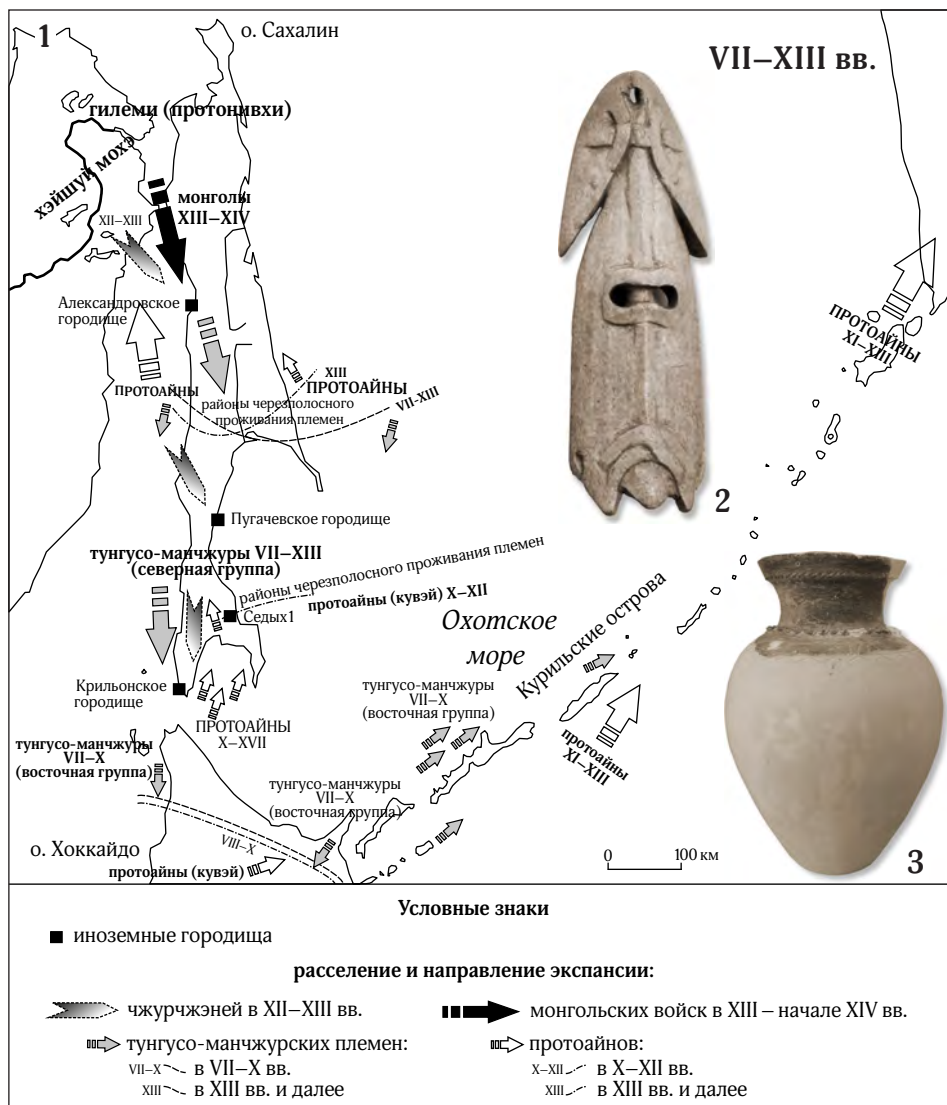 1
о. Сахалин
VII–XIII вв.
гилеми (протонивхи)
хэйшуй мохэ
монголы
XIII–XIV
XII–XIII
Александровское
городище
ПРОТОАЙНЫ
XI–XIII
XIII
ПРОТОАЙНЫ
ПРОТОАЙНЫ
VII-XIII
районы черезполосного
проживания племен
2
Пугачевское городище
тунгусо-манчжуры VII–XIII
(северная группа)
районы черезполосного проживания племен
протоайны (кувэй) X–XII
Седых1
Охотское
море
Курильские острова
Крильонское
городище
ПРОТОАЙНЫ
X–XVII
тунгусо-манчжуры
VII–X
(восточная группа)
протоайны
XI–XIII
тунгусо-манчжуры
VII–X
(восточная группа)
тунгусо-манчжуры
VII–X
(восточная группа)
VIII–X
о. Хоккайдо
протоайны (кувэй)
0 100 км
3
Условные знаки
иноземные городища
расселение и направление экспансии:
чжурчжэней в XII–XIII вв.
монгольских войск в XIII – начале XIV вв.
тунгусо-манчжурских племен:
VII–X в VII–X вв.
XIII в XIII вв. и далее
протоайнов:
X–XII в X–XII вв.
XIII в XIII вв. и далее